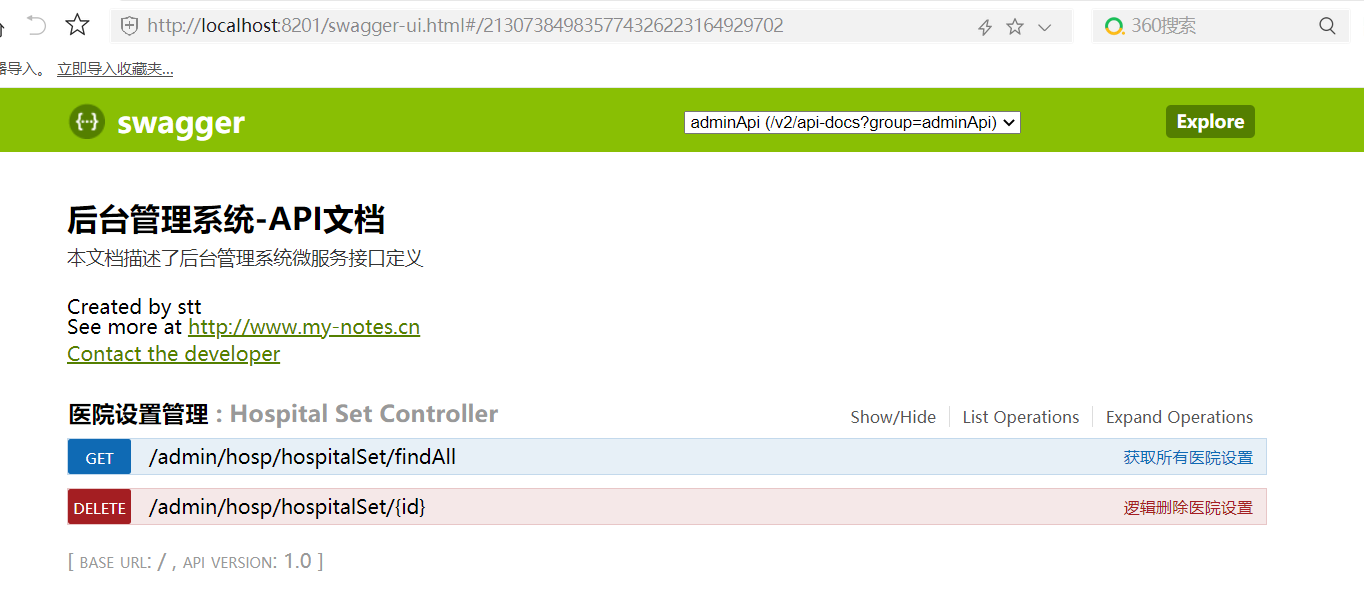 http://localhost:8201/swagger-ui.html#/21307384983577432622316492​9702
360搜索
器导入。 立即导入收藏夹...
swagger
adminApi (/v2/api-docs?group=adminApi)
Explore
后台管理系统-API文档
本文档描述了后台管理系统微服务接口定义
Created by stt
See more at http://www.my-notes.cn
Contact the developer
医院设置管理 : Hospital Set Controller
Show/Hide
List Operations
Expand Operations
GET /admin/hosp/hospitalSet/findAll 获取所有医院设置
DELETE /admin/hosp/hospitalSet/{id} 逻辑删除医院设置
[ BASE URL: / , API VERSION: 1.0 ]